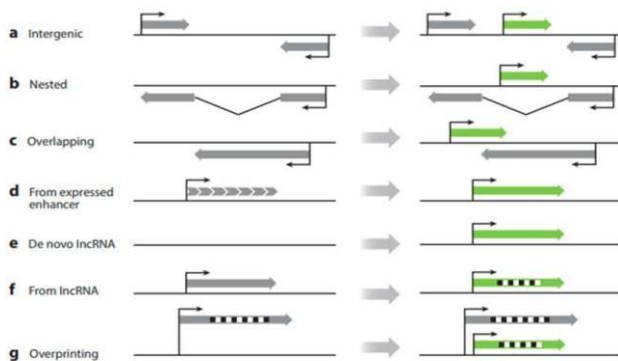 a Intergenic
b Nested
c Overlapping
d From expressed
enhancer
e De novo lncRNA
f From lncRNA
g Overprinting